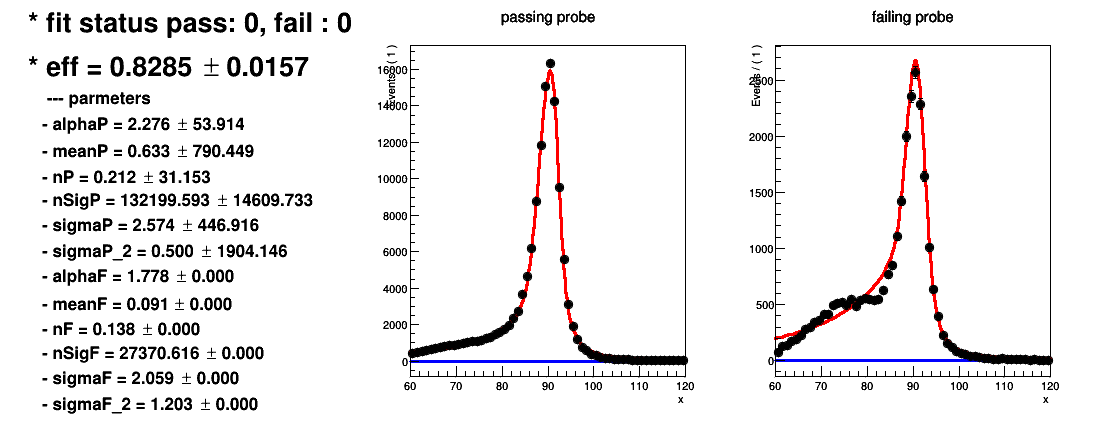 * fit status pass: 0, fail : 0
* eff = 0.8285 ± 0.0157
--- parmeters
- alphaP = 2.276 ± 53.914
- meanP = 0.633 ± 790.449
- nP = 0.212 ± 31.153
- nSigP = 132199.593 ± 14609.733
- sigmaP = 2.574 ± 446.916
- sigmaP_2 = 0.500 ± 1904.146
- alphaF = 1.778 ± 0.000
- meanF = 0.091 ± 0.000
- nF = 0.138 ± 0.000
- nSigF = 27370.616 ± 0.000
- sigmaF = 2.059 ± 0.000
- sigmaF_2 = 1.203 ± 0.000
passing probe
Events / ( 1 )
16000
14000
12000
10000
8000
6000
4000
2000
0
60 70 80 90 100 110 120
x
failing probe
Events / ( 1 )
2500
2000
1500
1000
500
0
60 70 80 90 100 110 120
x